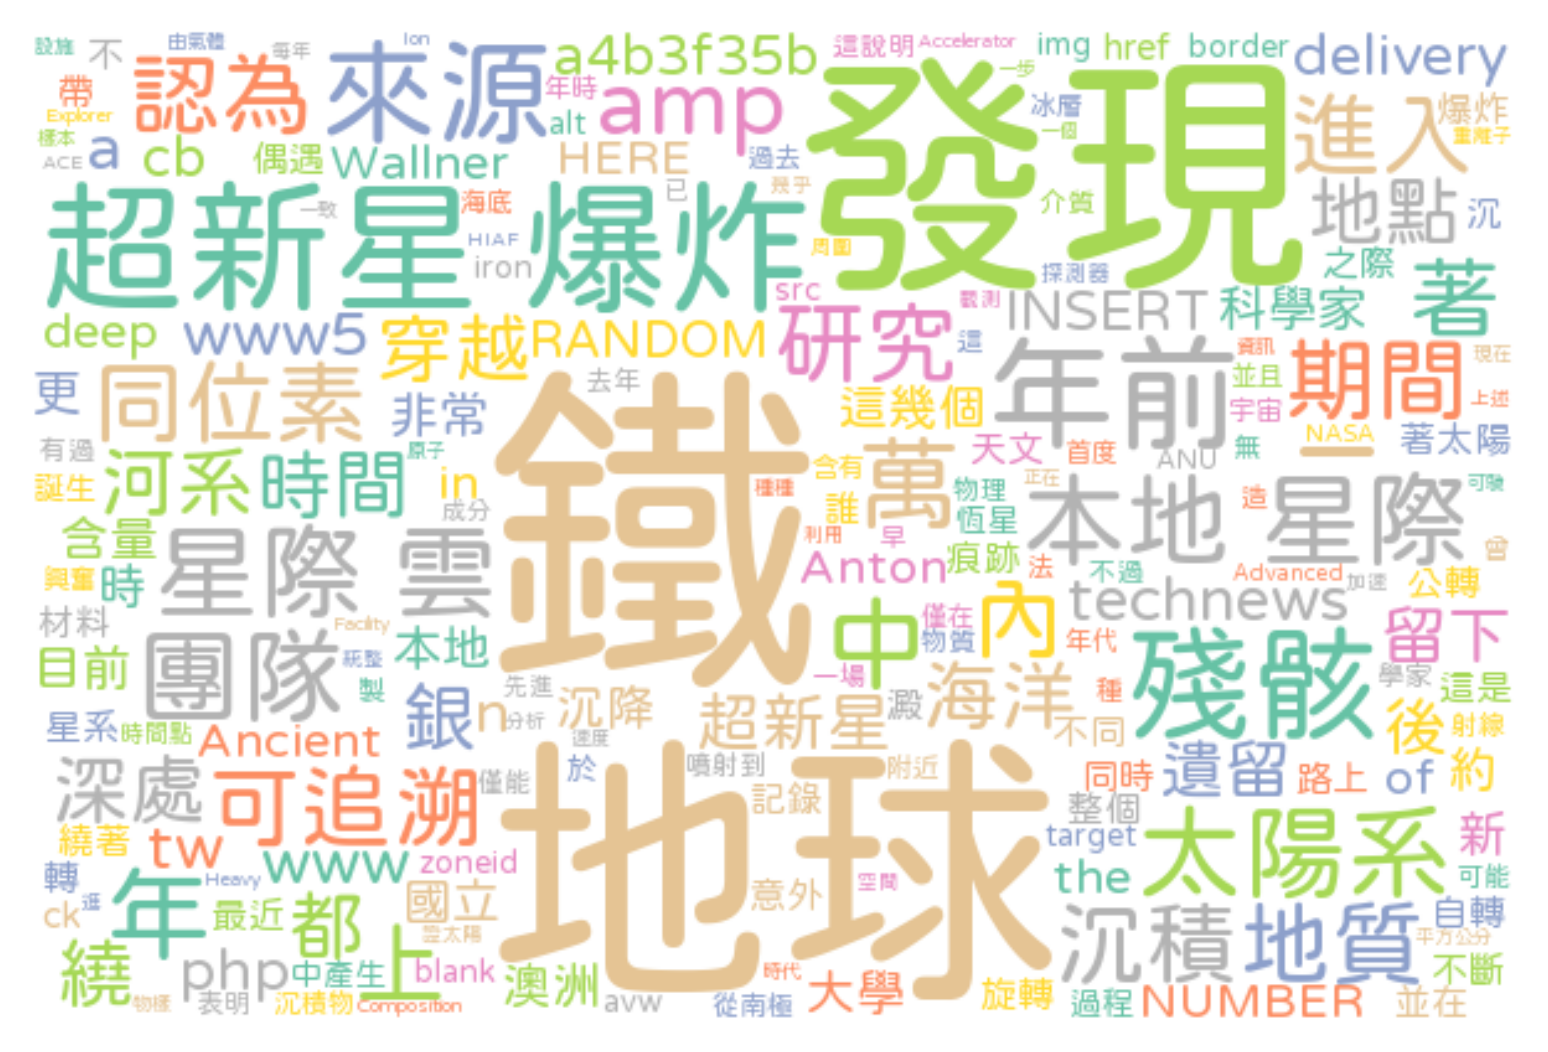 設施 不 由氣體 每年 Ion a4b3f35b 這說明 Accelerator 一步 img href border delivery
帶 認為 來源 年時 amp 發現 冰層 進入 爆炸
Explorer 樣本 ACE a cb 偶遇 Wallner alt HERE 過去 一個 重離子
超新星 一致 海底 爆炸 已 幾乎 介質 地點 沉
HIAF iron 周圍 探測器 之際 著
deep www5 穿越 RANDOM src 研究 觀測 這 INSERT 科學家
更 同位素 非常 去年 這幾個 年前 資訊 並且 期間 現在
宇宙 上述
有過 河系 時間 原子 鐵 含有 萬 天文 首度 ANU 無 NASA 一 著太陽
誕生 in 成分 種種 誰 物理 正在 本地 造 星際 可能
含量 星際 雲 利用 早 恆星 曾
興奮 時 Anton 痕跡 法 不過 Advanced 加速 公轉
材料 Facility 中 僅在 內 technews 留下
目前 團隊 統整 本地 物質 年代 殘骸
製 銀 先進 一場 種 學家 這是
星系 時間點 Ancient n 分析 沉降 超新星 澱 海洋 不同 後 射線
深處 可追溯 僅能 速度 於 噴射到 附近 同時 遺留 路上 of 約
繞著 tw www zoneid 地球 記錄 整個 target 太陽系 新
轉 逛 年 Heavy 空間 the 可能
ck 最近 都 國立 意外 沉積 地質 自轉
繞 php 中產生 上 登太陽 blank 澳洲 時代 大學 旋轉 平方公分 不斷
物種 表明 沉積物 Composition avw 從南極 過程 NUMBER 並在